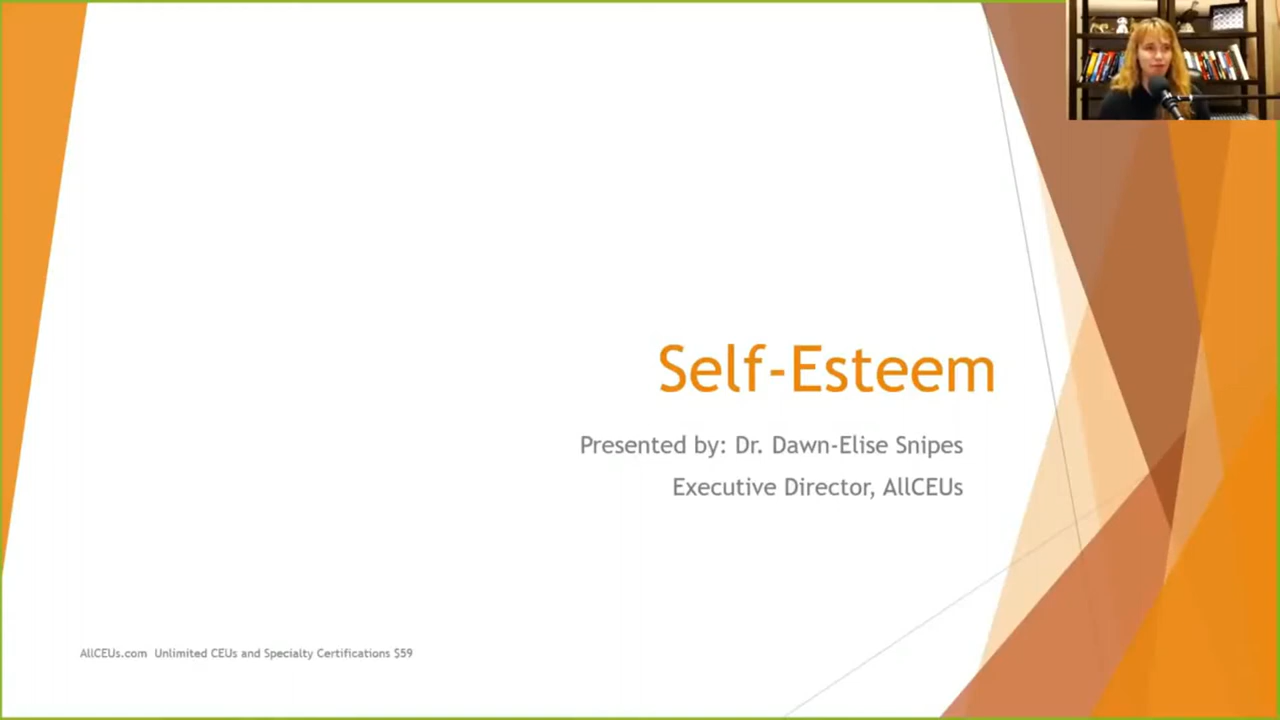 Self-Esteem
Presented by: Dr. Dawn-Elise Snipes
Executive Director, AllCEUs
AllCEUs.com Unlimited CEUs and Specialty Certifications $59